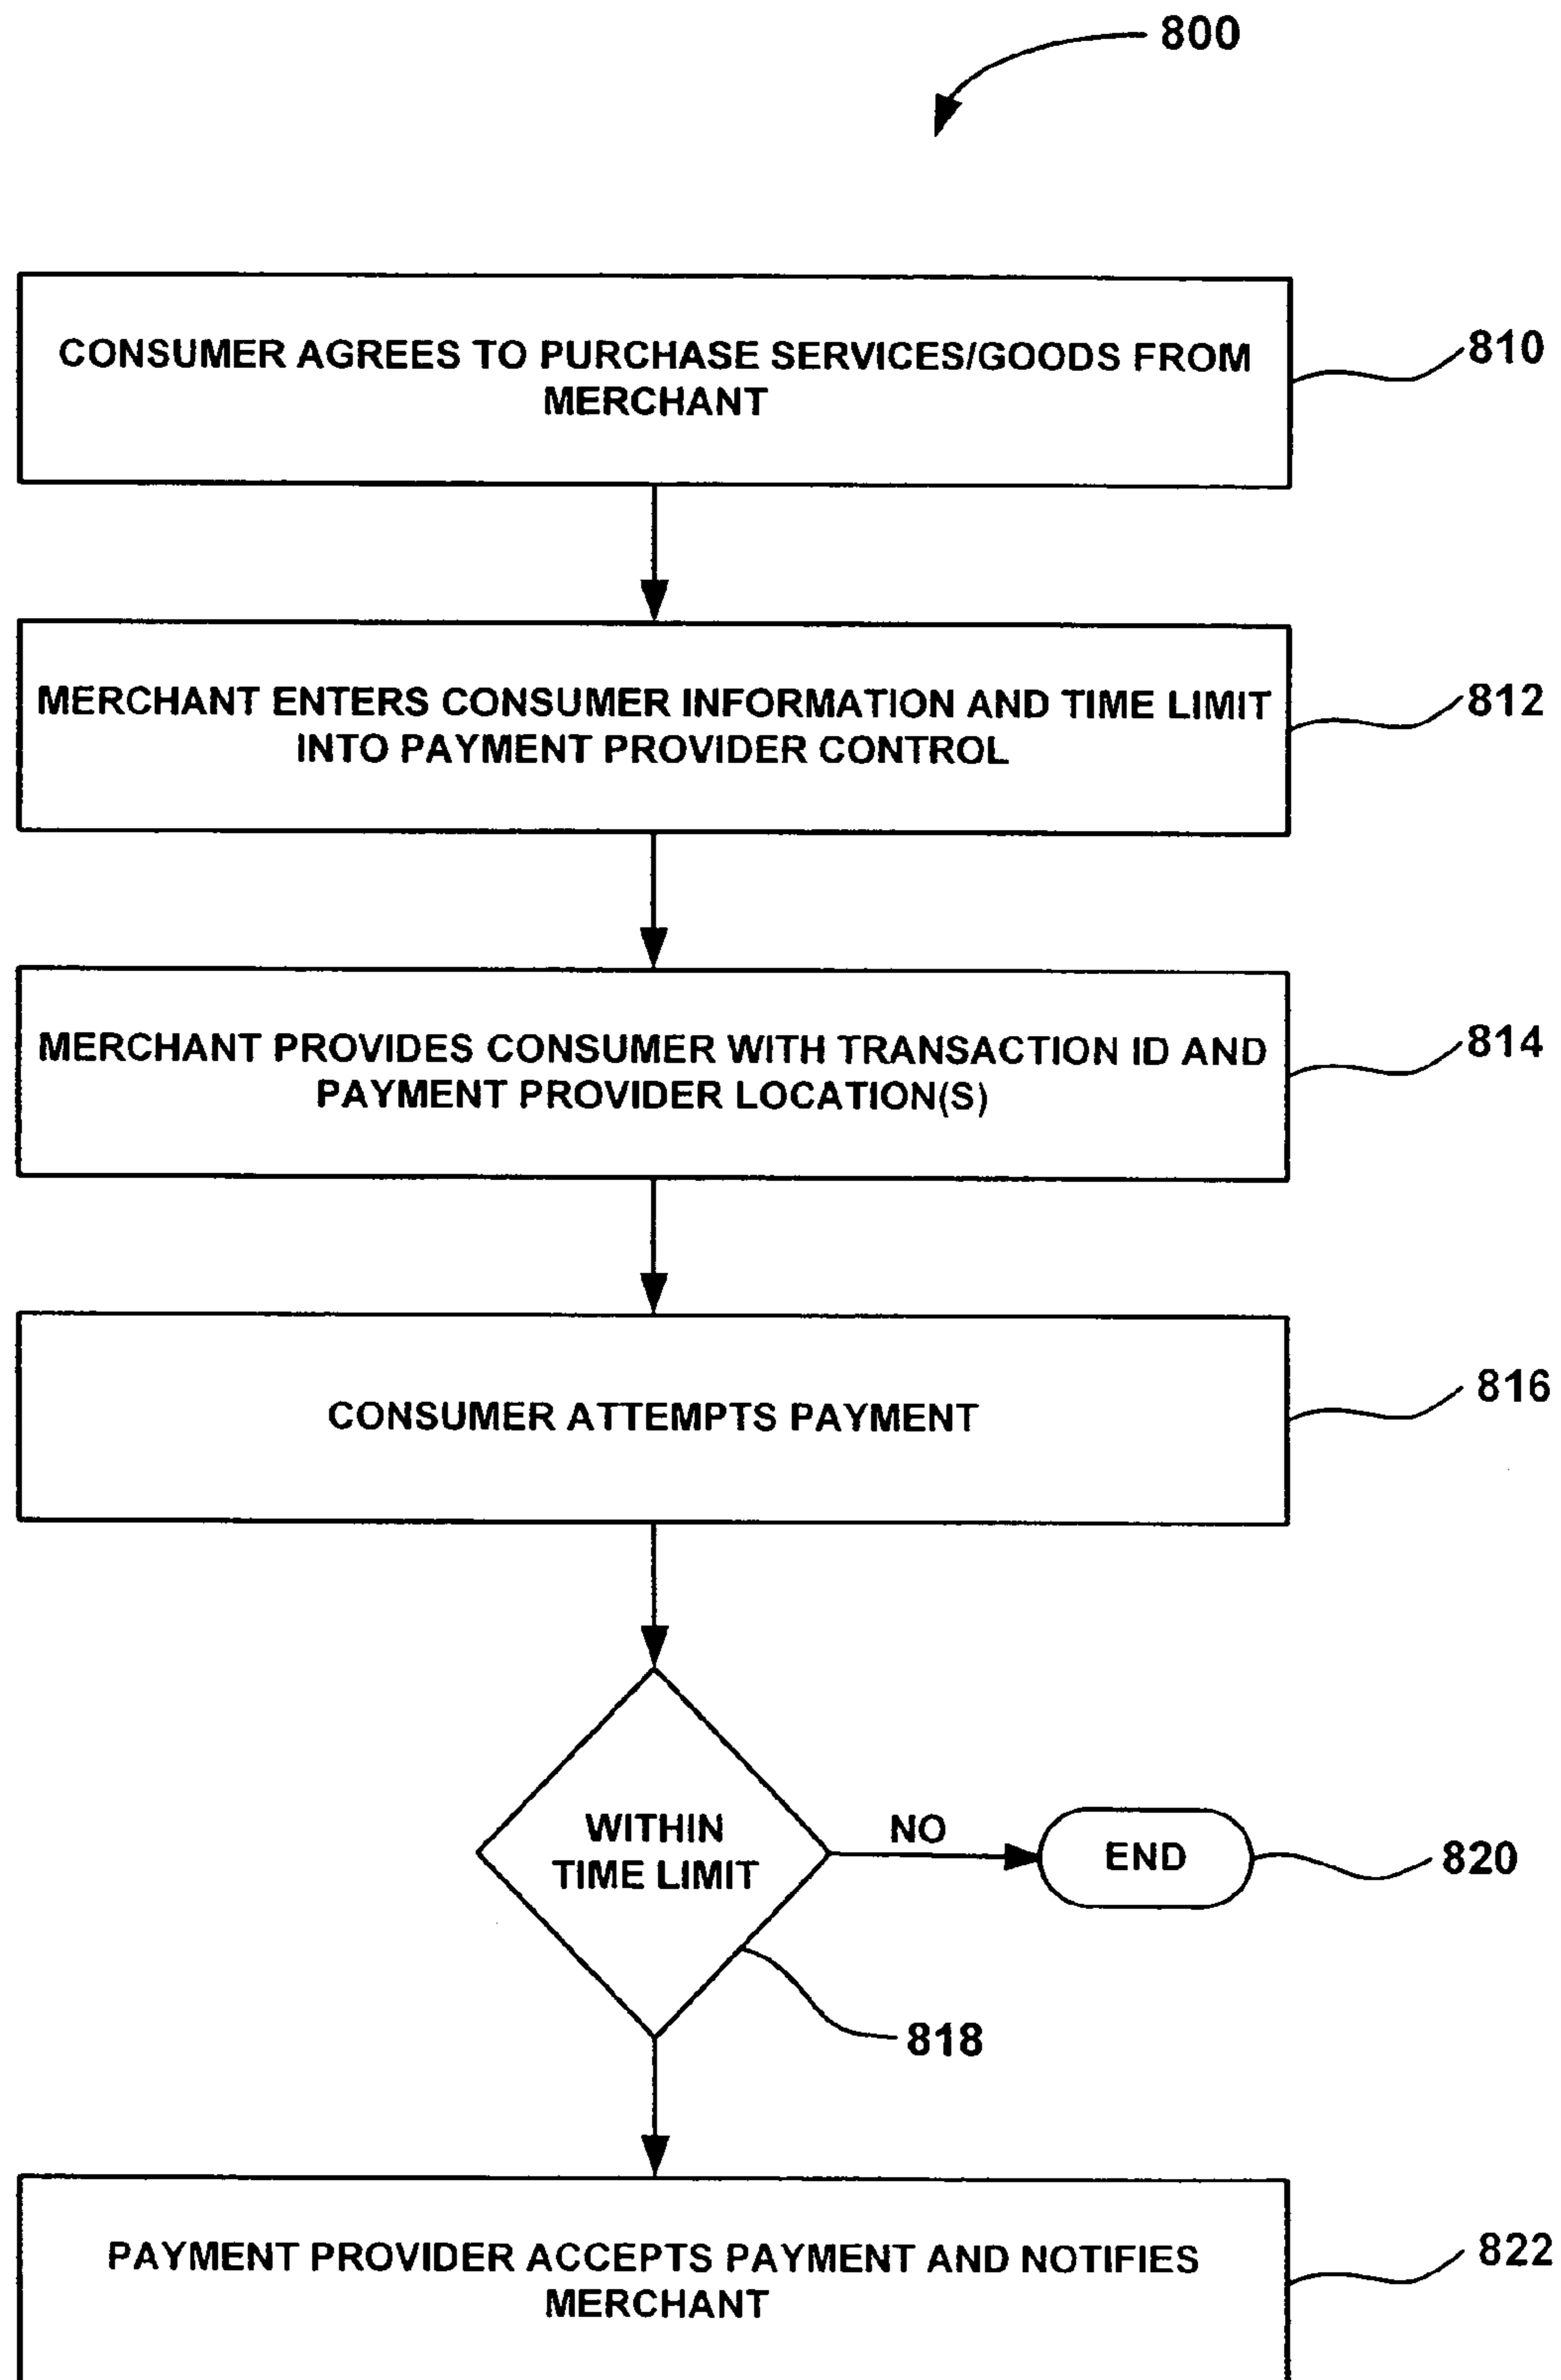 800
CONSUMER AGREES TO PURCHASE SERVICES/GOODS FROM
MERCHANT
810
MERCHANT ENTERS CONSUMER INFORMATION AND TIME LIMIT
INTO PAYMENT PROVIDER CONTROL
812
MERCHANT PROVIDES CONSUMER WITH TRANSACTION ID AND
PAYMENT PROVIDER LOCATION(S)
814
CONSUMER ATTEMPTS PAYMENT
816
WITHIN
TIME LIMIT
NO
END
820
818
PAYMENT PROVIDER ACCEPTS PAYMENT AND NOTIFIES
MERCHANT
822